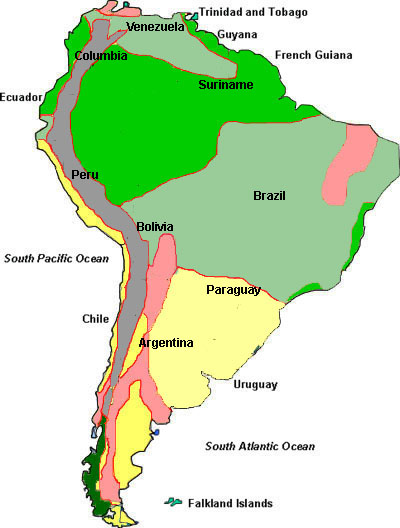 Trinidad and Tobago
Venezuela
Guyana
Columbia
French Guiana
Suriname
Ecuador
Peru
Brazil
Bolivia
South Pacific Ocean
Paraguay
Chile
Argentina
Uruguay
South Atlantic Ocean
Falkland Islands